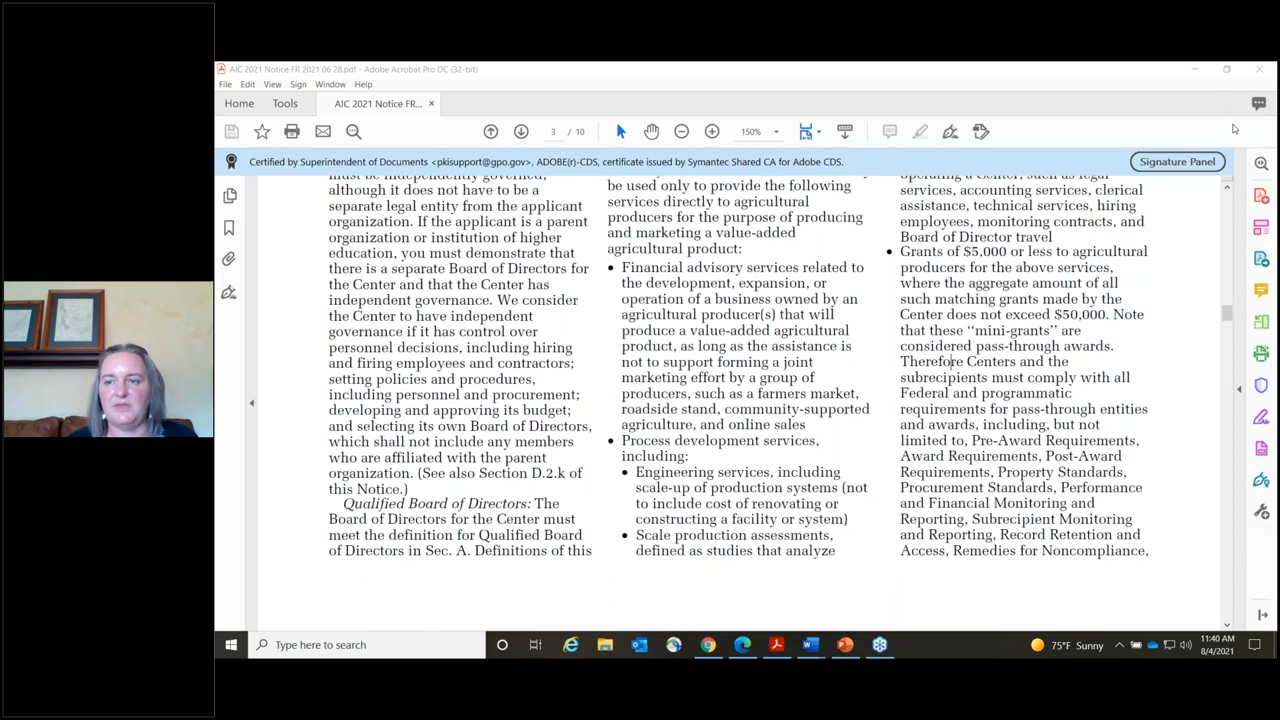 AIC 2021 Notice FR 2021 06 28.pdf - Adobe Acrobat Pro DC (32-bit)
File Edit View Sign Window Help
Home Tools AIC 2021 Notice FR... ×
3 / 10 150%
Certified by Superintendent of Documents <pkisupport@gpo.gov>, ADOBE(r)-CDS, certificate issued by Symantec Shared CA for Adobe CDS. Signature Panel
must be independently governed,
although it does not have to be a
separate legal entity from the applicant
organization. If the applicant is a parent
organization or institution of higher
education, you must demonstrate that
there is a separate Board of Directors for
the Center and that the Center has
independent governance. We consider
the Center to have independent
governance if it has control over
personnel decisions, including hiring
and firing employees and contractors;
setting policies and procedures,
including personnel and procurement;
developing and approving its budget;
and selecting its own Board of Directors,
which shall not include any members
who are affiliated with the parent
organization. (See also Section D.2.k of
this Notice.)
Qualified Board of Directors: The
Board of Directors for the Center must
meet the definition for Qualified Board
of Directors in Sec. A. Definitions of this
be used only to provide the following
services directly to agricultural
producers for the purpose of producing
and marketing a value-added
agricultural product:
• Financial advisory services related to
the development, expansion, or
operation of a business owned by an
agricultural producer(s) that will
produce a value-added agricultural
product, as long as the assistance is
not to support forming a joint
marketing effort by a group of
producers, such as a farmers market,
roadside stand, community-supported
agriculture, and online sales
• Process development services,
including:
• Engineering services, including
scale-up of production systems (not
to include cost of renovating or
constructing a facility or system)
• Scale production assessments,
defined as studies that analyze
operating a Center, such as legal
services, accounting services, clerical
assistance, technical services, hiring
employees, monitoring contracts, and
Board of Director travel
• Grants of $5,000 or less to agricultural
producers for the above services,
where the aggregate amount of all
such matching grants made by the
Center does not exceed $50,000. Note
that these ‘‘mini-grants’’ are
considered pass-through awards.
Therefore Centers and the
subrecipients must comply with all
Federal and programmatic
requirements for pass-through entities
and awards, including, but not
limited to, Pre-Award Requirements,
Award Requirements, Post-Award
Requirements, Property Standards,
Procurement Standards, Performance
and Financial Monitoring and
Reporting, Subrecipient Monitoring
and Reporting, Record Retention and
Access, Remedies for Noncompliance,
Type here to search
75°F Sunny
11:40 AM
8/4/2021